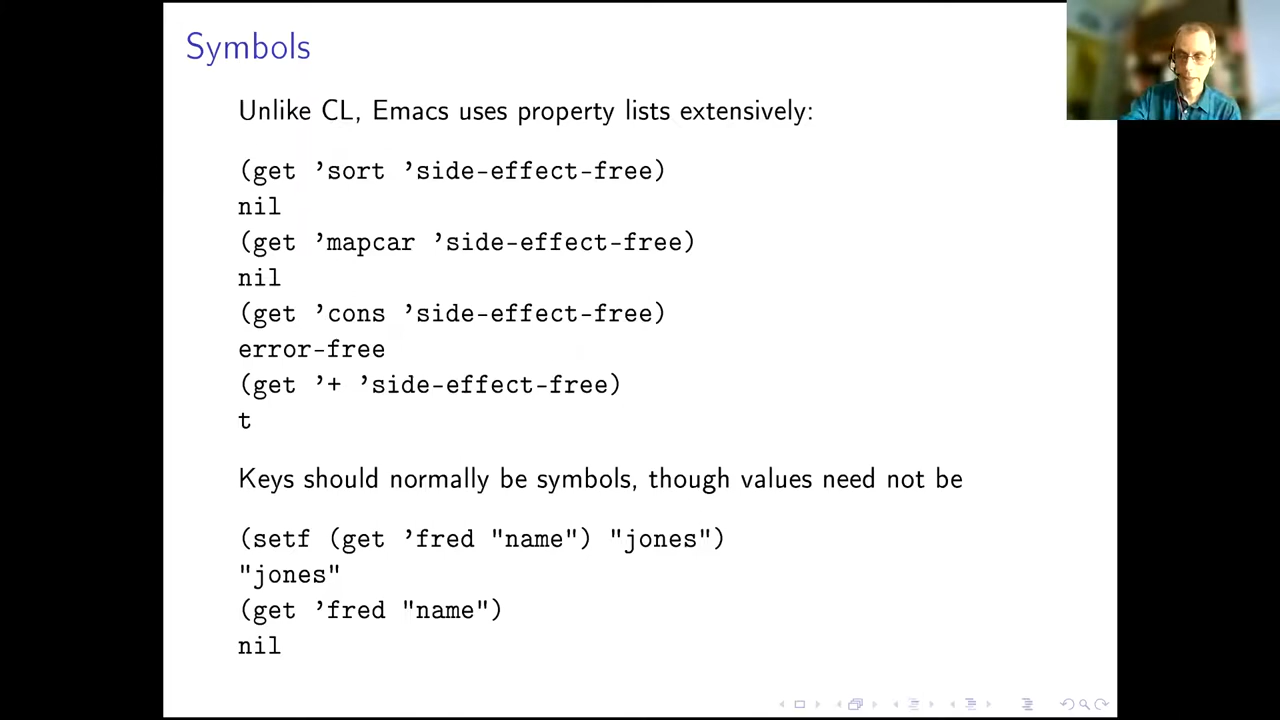 Symbols
Unlike CL, Emacs uses property lists extensively:
(get ’sort ’side-effect-free)
nil
(get ’mapcar ’side-effect-free)
nil
(get ’cons ’side-effect-free)
error-free
(get ’+ ’side-effect-free)
t
Keys should normally be symbols, though values need not be
(setf (get ’fred "name") "jones")
"jones"
(get ’fred "name")
nil